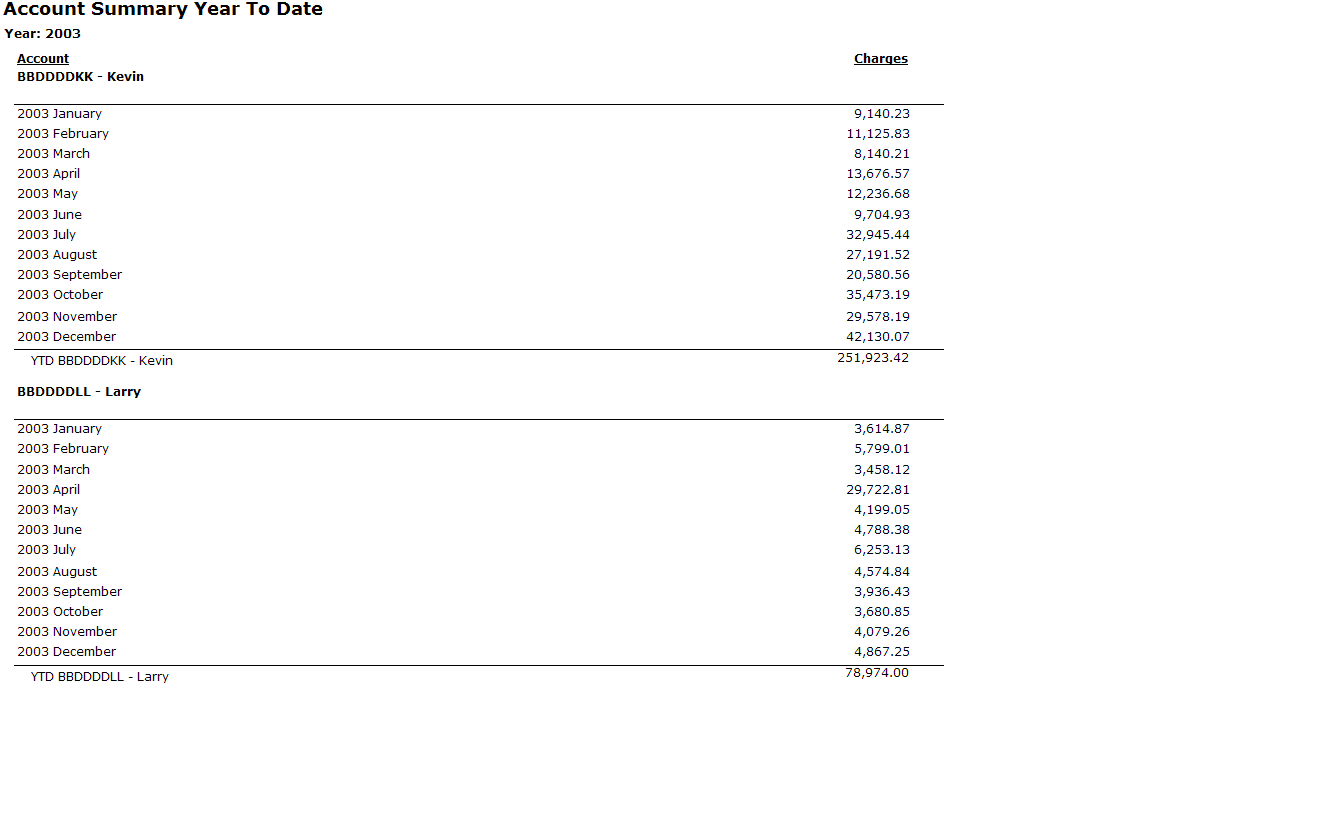 Account Summary Year To Date
Year: 2003
Account Charges
BBDDDDKK - Kevin
2003 January 9,140.23
2003 February 11,125.83
2003 March 8,140.21
2003 April 13,676.57
2003 May 12,236.68
2003 June 9,704.93
2003 July 32,945.44
2003 August 27,191.52
2003 September 20,580.56
2003 October 35,473.19
2003 November 29,578.19
2003 December 42,130.07
YTD BBDDDDKK - Kevin 251,923.42
BBDDDDLL - Larry
2003 January 3,614.87
2003 February 5,799.01
2003 March 3,458.12
2003 April 29,722.81
2003 May 4,199.05
2003 June 4,788.38
2003 July 6,253.13
2003 August 4,574.84
2003 September 3,936.43
2003 October 3,680.85
2003 November 4,079.26
2003 December 4,867.25
YTD BBDDDDLL - Larry 78,974.00